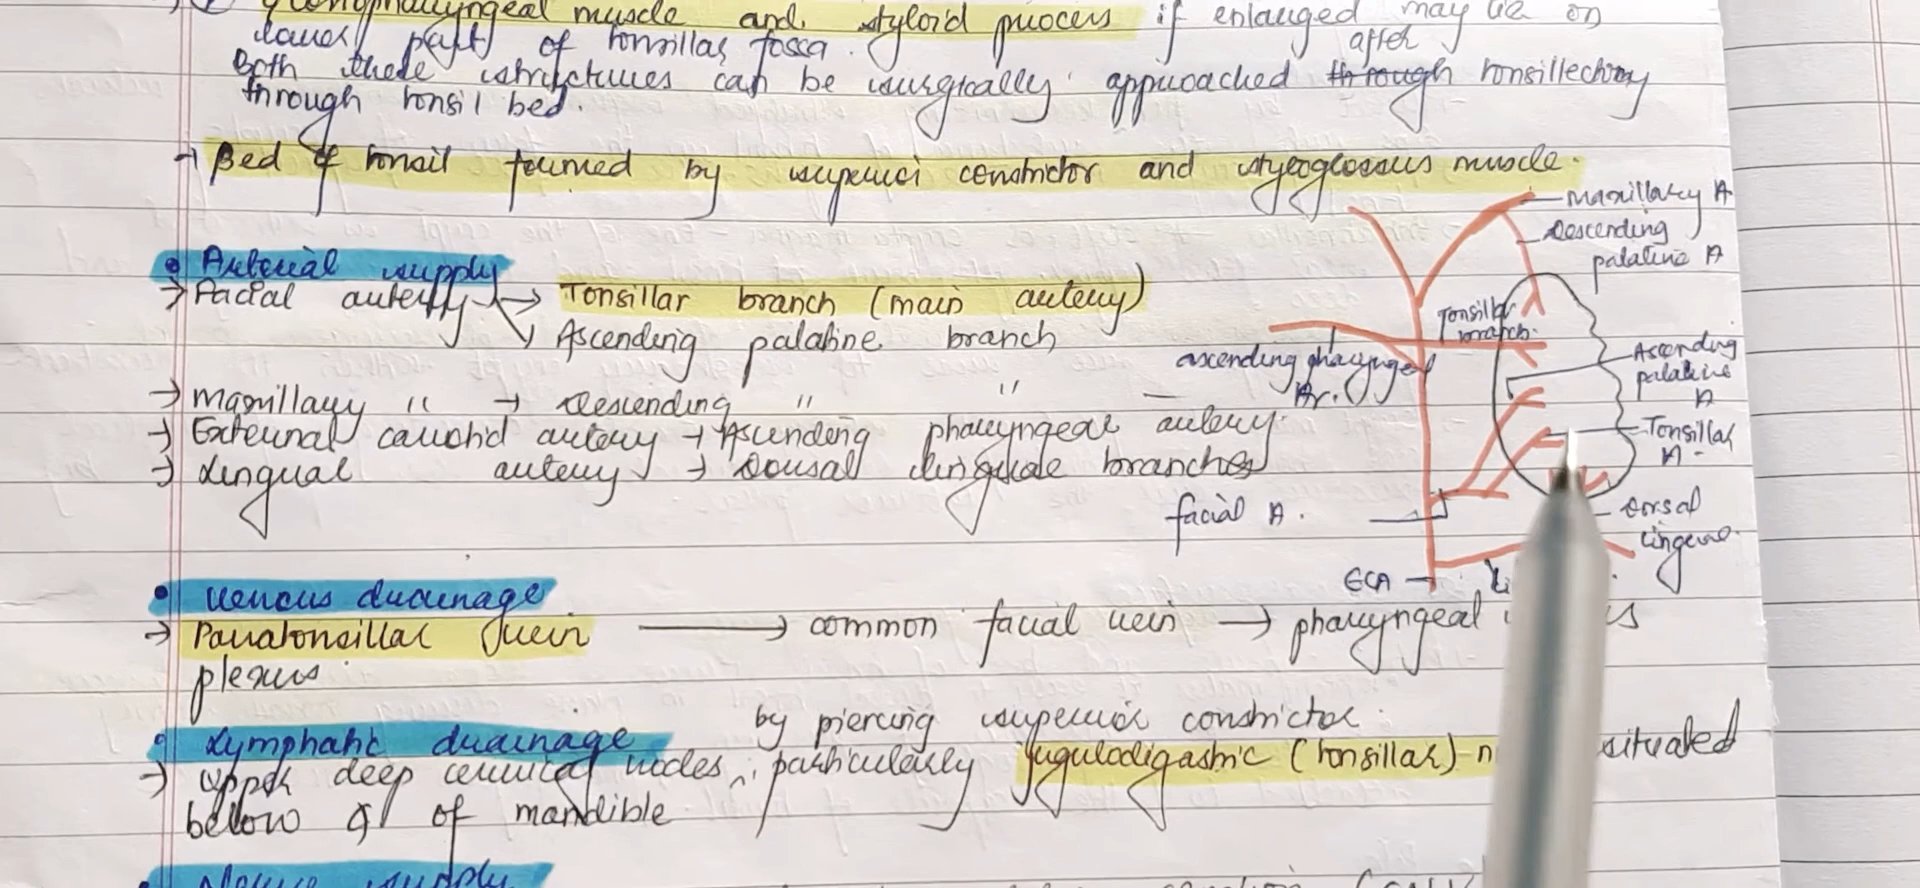 Glossopharyngeal muscle and styloid process if enlarged may lie on
lower part of tonsillar fossa.
Both these structures can be surgically approached after tonsillectomy
through tonsil bed.
→ Bed of tonsil formed by superior constrictor and styloglossus muscle.
• Arterial supply
→ Facial artery → Tonsillar branch (main artery)
↘ Ascending palatine branch
→ maxillary " → Descending " "
→ External carotid artery → Ascending pharyngeal artery.
→ Lingual artery → Dorsal linguale branches
maxillary A
Descending
palatine A
Tonsillar
branch.
ascending pharyngeal
Ar.
Ascending
palatine
A
Tonsillar
A
facial A.
Dorsal
lingual
ECA
• Venous drainage
→ Paratonsillar vein → common facial vein → pharyngeal
plexus
• Lymphatic drainage by piercing superior constrictor.
→ upper deep cervical nodes, particularly Jugulodigastric (tonsillar) situated
below of mandible
supply